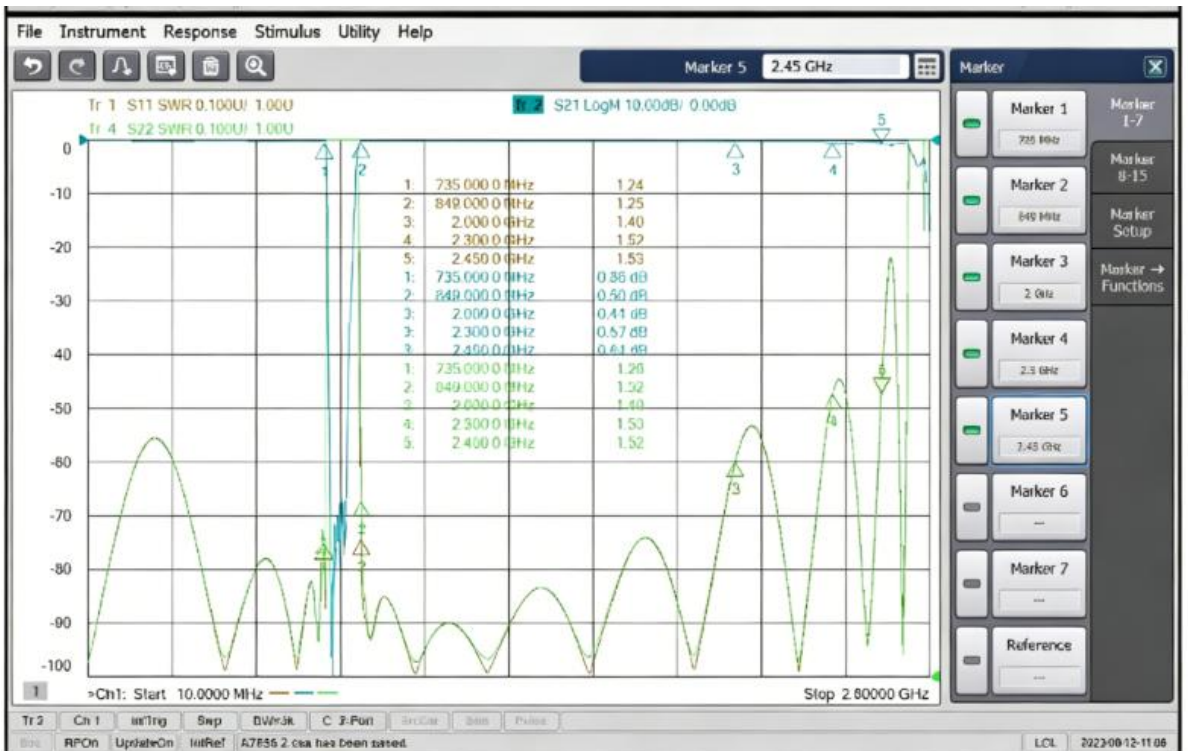 File Instrument Response Stimulus Utility Help
Marker 5 2.45 GHz
Tr 1 S11 SWR 0.100U/ 1.00U
Tr 2 S21 LogM 10.00dB/ 0.00dB
Tr 4 S22 SWR 0.100U/ 1.00U
0
-10
-20
-30
-40
-50
-60
-70
-80
-90
-100
1
2
3
4
5
1: 735.000 0 MHz 1.24
2: 849.000 0 MHz 1.25
3: 2.000 0 GHz 1.40
4: 2.300 0 GHz 1.52
5: 2.450 0 GHz 1.53
1: 735.000 0 MHz 0.86 dB
2: 849.000 0 MHz 0.50 dB
2.000 0 GHz 0.41 dB
2.300 0 GHz 0.57 dB
1: 735.000 0 MHz
2: 849.000 0 MHz
4: 2.300 0 GHz 1.53
5: 2.450 0 GHz 1.52
3
4
1
>Ch1: Start 10.0000 MHz
Stop 2.80000 GHz
Marker
Marker 1
Marker 2
849 MHz
Marker 3
2 GHz
Marker 4
2.3 GHz
Marker 5
2.45 GHz
Marker 6
---
Marker 7
---
Reference
---
Marker 1-7
Marker 8-15
Marker Setup
Marker → Functions
Ch 1 IntTrig Swp
RFOn UpdateOn IntRef has been saved.
LCL